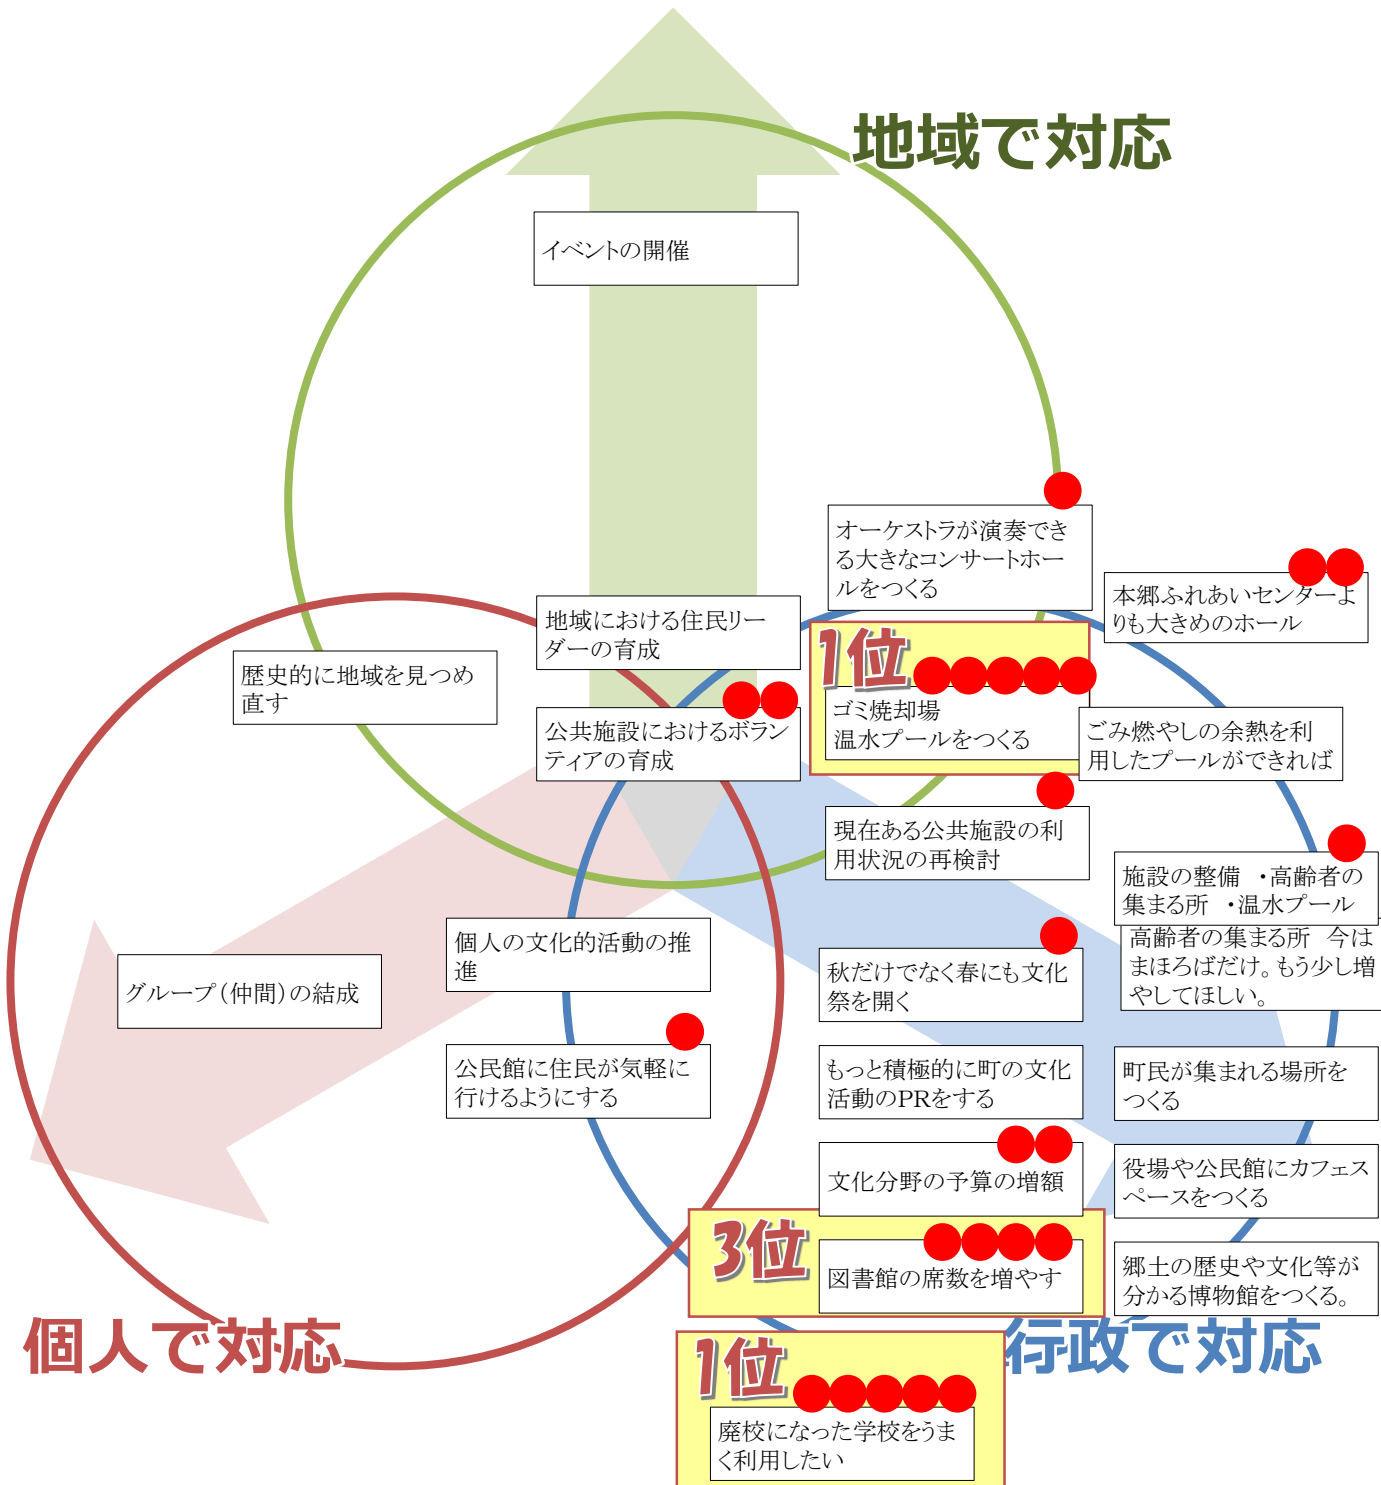 地域で対応
イベントの開催
オーケストラが演奏でき
る大きなコンサートホー
ルをつくる
本郷ふれあいセンターよ
りも大きめのホール
地域における住民リー
ダーの育成
歴史的に地域を見つめ
直す
1位
ゴミ焼却場
温水プールをつくる
公共施設におけるボラン
ティアの育成
ごみ燃やしの余熱を利
用したプールができれば
現在ある公共施設の利
用状況の再検討
施設の整備　・高齢者の
集まる所　・温水プール
高齢者の集まる所　今は
まほろばだけ。もう少し増
やしてほしい。
個人の文化的活動の推
進
秋だけでなく春にも文化
祭を開く
グループ(仲間)の結成
公民館に住民が気軽に
行けるようにする
もっと積極的に町の文化
活動のPRをする
町民が集まれる場所を
つくる
文化分野の予算の増額
役場や公民館にカフェス
ペースをつくる
3位
図書館の席数を増やす
郷土の歴史や文化等が
分かる博物館をつくる。
個人で対応
行政で対応
1位
廃校になった学校をうま
く利用したい